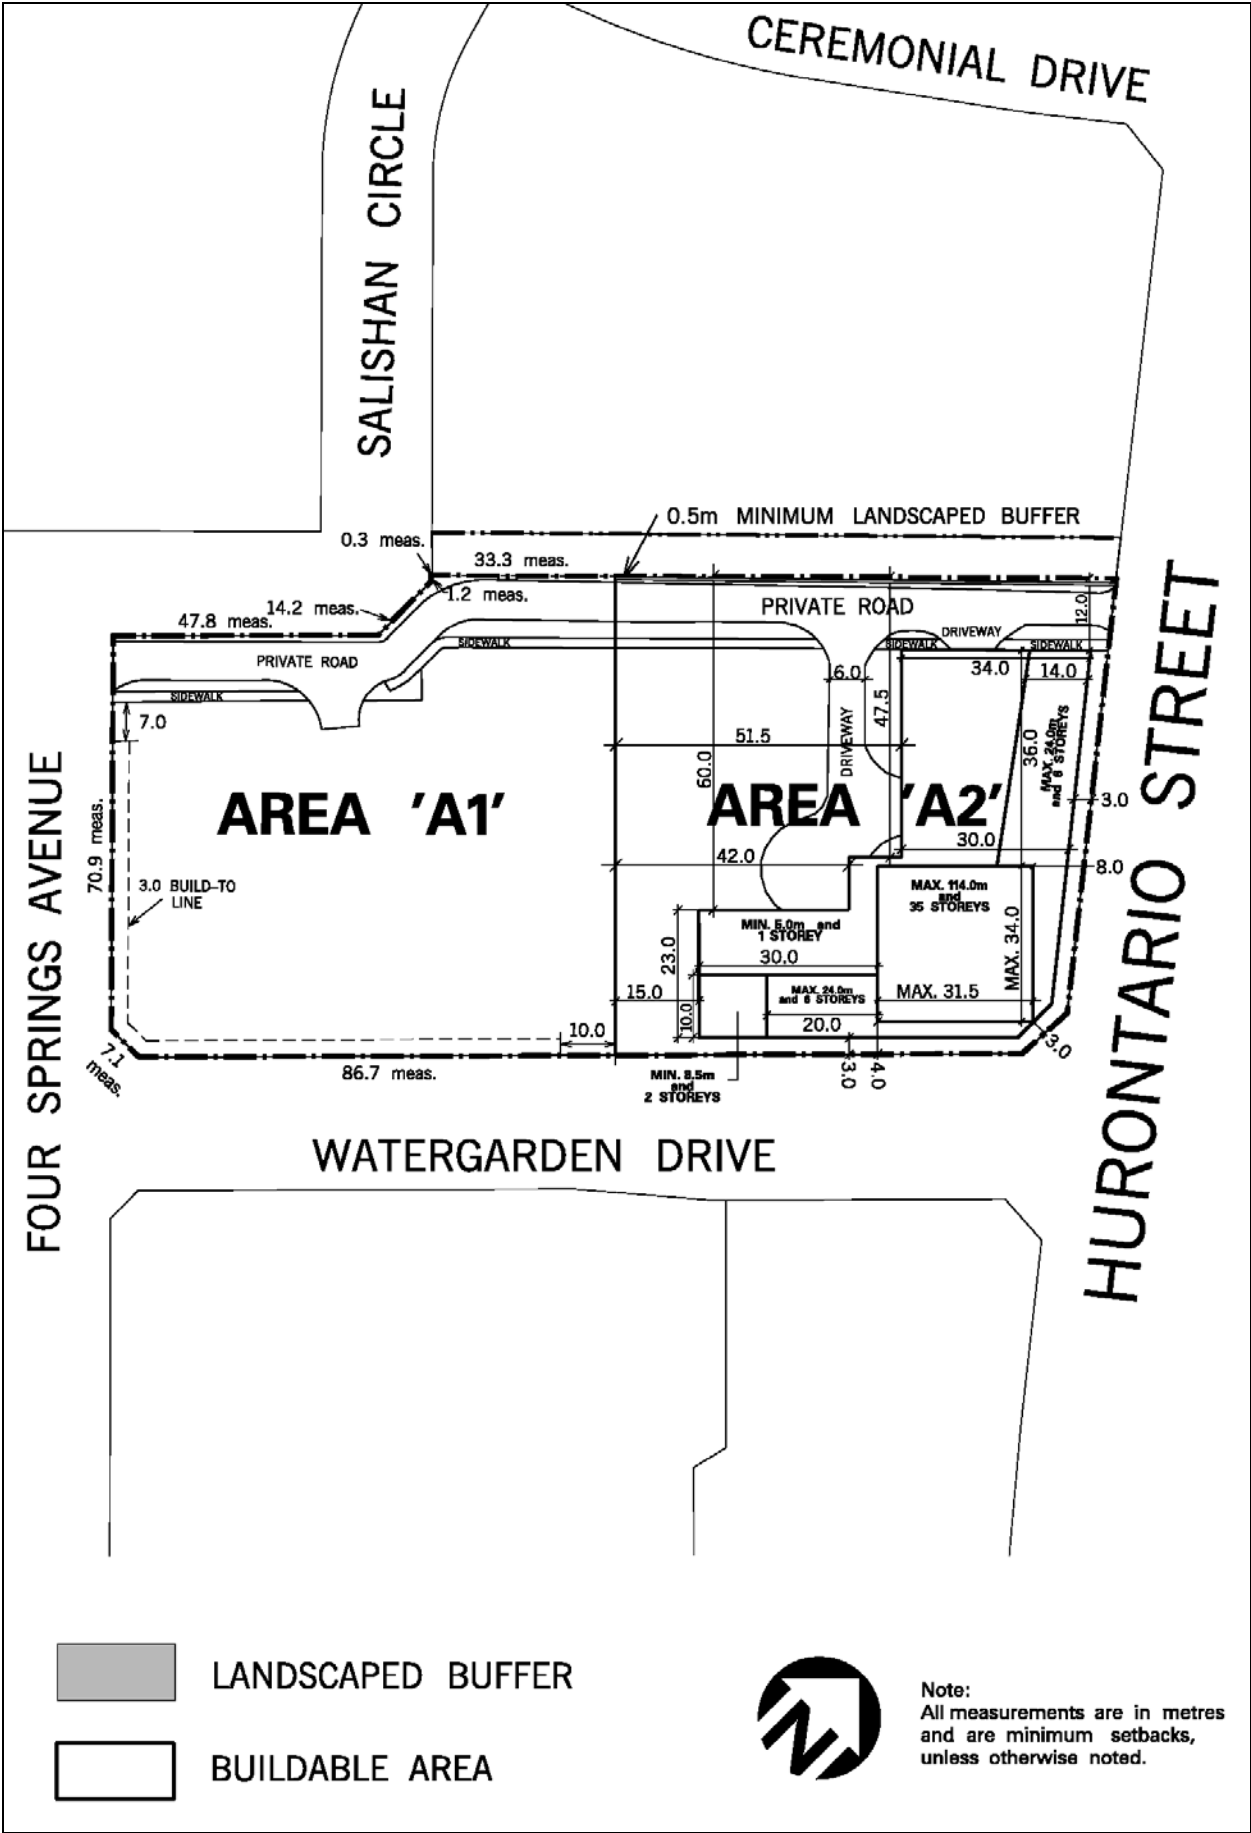 CEREMONIAL DRIVE
SALISHAN CIRCLE
0.5m MINIMUM LANDSCAPED BUFFER
0.3 meas.
33.3 meas.
1.2 meas.
14.2 meas.
47.8 meas.
PRIVATE ROAD
12.0
DRIVEWAY
SIDEWALK
SIDEWALK
SIDEWALK
PRIVATE ROAD
SIDEWALK
6.0
34.0
14.0
7.0
47.5
DRIVEWAY
51.5
60.0
36.0
MAX. 24.0m
and 6 STOREYS
3.0
AREA 'A1'
AREA 'A2'
70.9 meas.
30.0
42.0
8.0
3.0 BUILD-TO
LINE
MAX. 114.0m
and
35 STOREYS
MIN. 5.0m and
1 STOREY
23.0
30.0
MAX. 34.0
15.0
MAX. 24.0m
and 6 STOREYS
MAX. 31.5
10.0
20.0
10.0
3.0
7.1
meas.
86.7 meas.
MIN. 8.5m
and
2 STOREYS
3.0
4.0
FOUR SPRINGS AVENUE
HURONTARIO STREET
WATERGARDEN DRIVE
LANDSCAPED BUFFER
BUILDABLE AREA
N
Note:
All measurements are in metres
and are minimum setbacks,
unless otherwise noted.